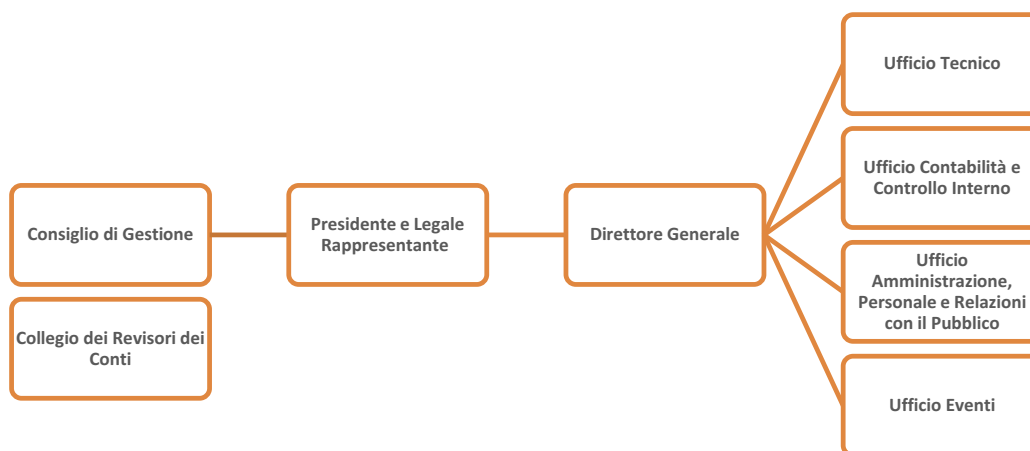 Consiglio di Gestione
Collegio dei Revisori dei
Conti
Presidente e Legale
Rappresentante
Direttore Generale
Ufficio Tecnico
Ufficio Contabilità e
Controllo Interno
Ufficio
Amministrazione,
Personale e Relazioni
con il Pubblico
Ufficio Eventi